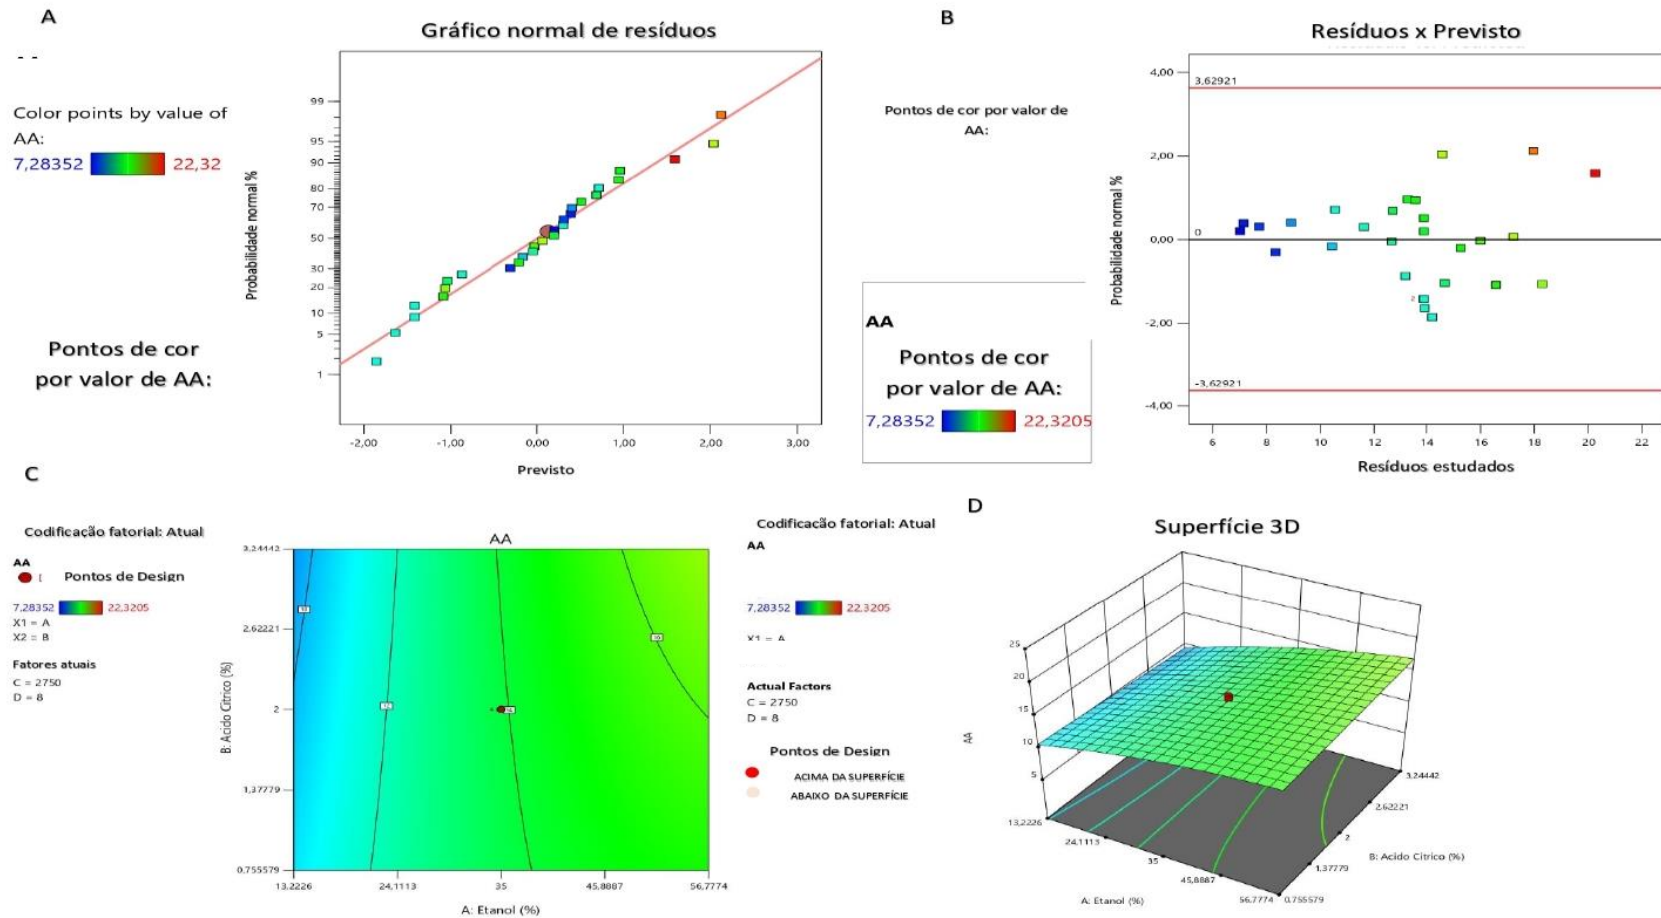 A
Gráfico normal de resíduos
- -
Color points by value of
AA:
7,28352 22,32
Pontos de cor
por valor de AA:
Probabilidade normal %
99
95
90
80
70
50
30
20
10
5
1
-2,00 -1,00 0,00 1,00 2,00 3,00
Previsto
B
Resíduos x Previsto
Pontos de cor por valor de
AA:
AA
Pontos de cor
por valor de AA:
7,28352 22,3205
Probabilidade normal %
4,00
2,00
0,00
-2,00
-4,00
3,62921
0
2
-3,62921
6 8 10 12 14 16 18 20 22
Resíduos estudados
C
Codificação fatorial: Atual
AA
Pontos de Design
7,28352 22,3205
X1 = A
X2 = B
Fatores atuais
C = 2750
D = 8
AA
B: Acido Citrico (%)
3,24442
2,62221
2
1,37779
0,755579
13,2226 24,1113 35 45,8887 56,7774
A: Etanol (%)
D
Codificação fatorial: Atual
AA
7,28352 22,3205
X1 = A
Actual Factors
C = 2750
D = 8
Pontos de Design
ACIMA DA SUPERFÍCIE
ABAIXO DA SUPERFÍCIE
Superfície 3D
AA
25
20
15
10
5
13,2226
24,1113
35
45,8887
56,7774
A: Etanol (%)
0,755579
1,37779
2
2,62221
3,24442
B: Acido Citrico (%)